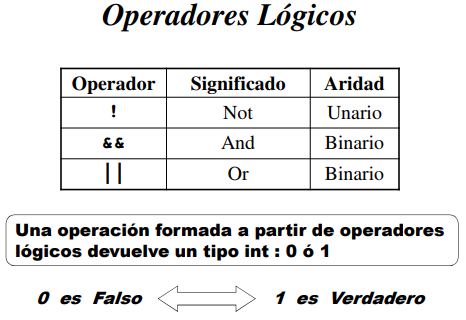 Operadores Lógicos
Operador Significado Aridad
! Not Unario
&& And Binario
|| Or Binario
Una operación formada a partir de operadores
lógicos devuelve un tipo int : 0 ó 1
0 es Falso 1 es Verdadero